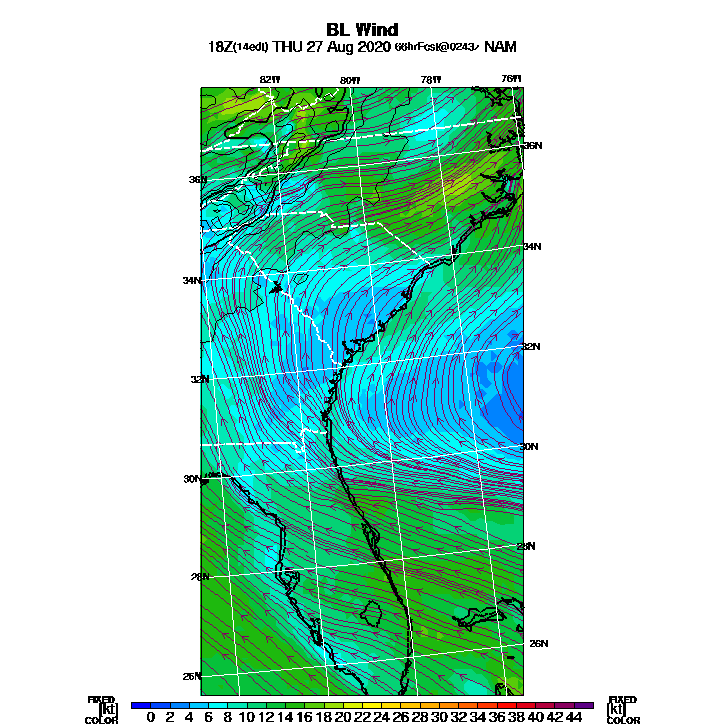 BL Wind
18Z(14edt) THU 27 Aug 2020 66hrFcst@0243z NAM
82W 80W 78W 76W
36N
36N
34N
34N
32N
32N
30N
30N
28N
28N
26N
26N
FIXED FIXED
[kt] 0 2 4 6 8 10 12 14 16 18 20 22 24 26 28 30 32 34 36 38 40 42 44 [kt]
COLOR COLOR